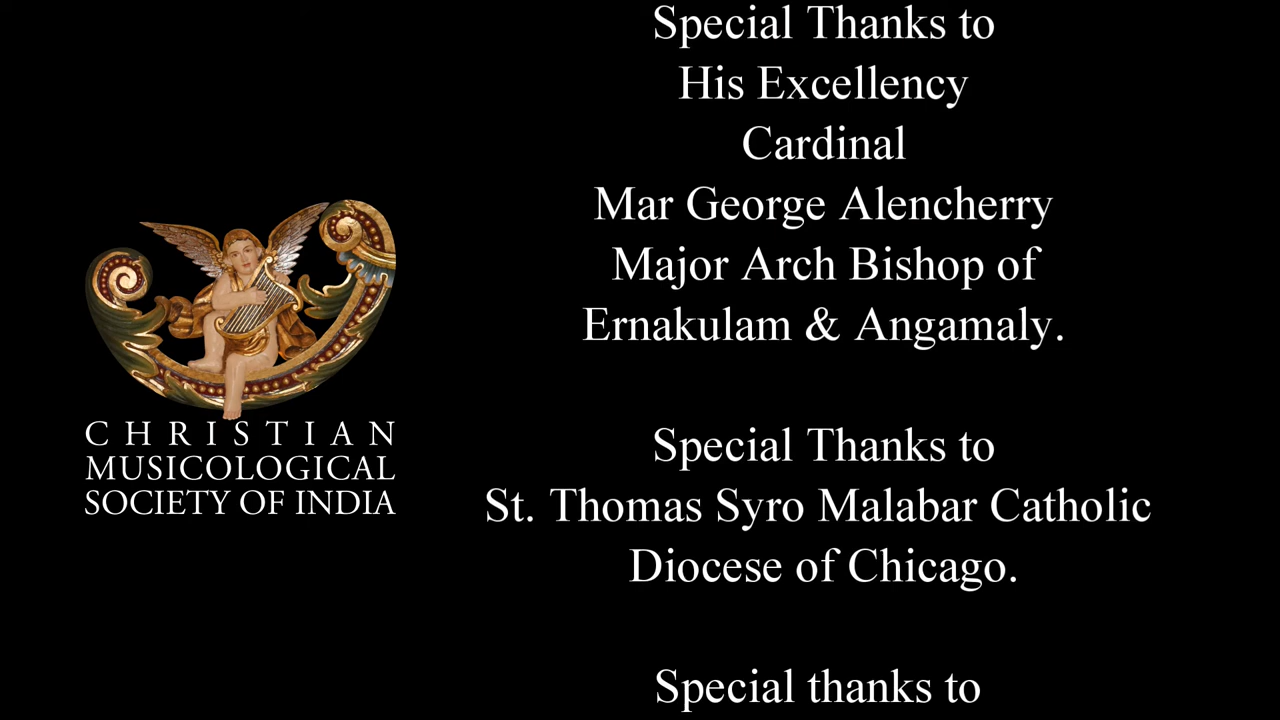 Special Thanks to
His Excellency
Cardinal
Mar George Alencherry
Major Arch Bishop of
Ernakulam & Angamaly.
Special Thanks to
St. Thomas Syro Malabar Catholic
Diocese of Chicago.
Special thanks to
CHRISTIAN
MUSICOLOGICAL
SOCIETY OF INDIA